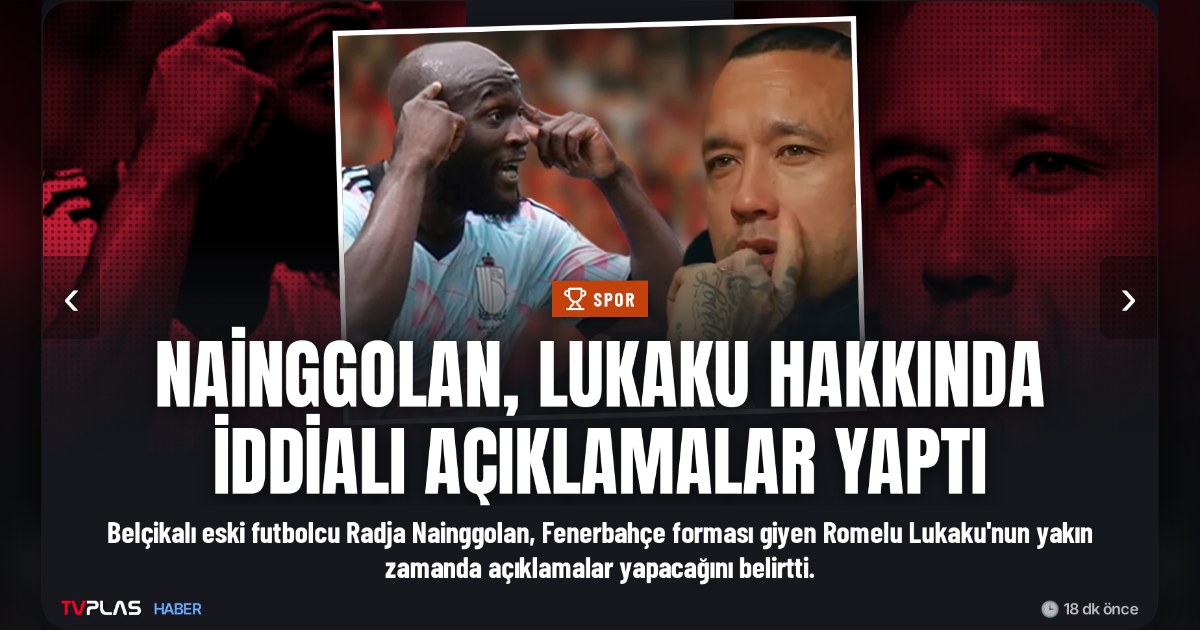 SPOR
NAİNGGOLAN, LUKAKU HAKKINDA
İDDİALI AÇIKLAMALAR YAPTI
Belçikalı eski futbolcu Radja Nainggolan, Fenerbahçe forması giyen Romelu Lukaku'nun yakın
zamanda açıklamalar yapacağını belirtti.
TVPLAS HABER
18 dk önce